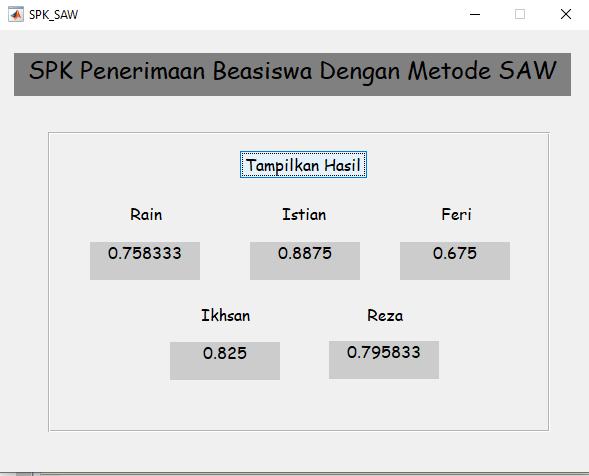 SPK_SAW
SPK Penerimaan Beasiswa Dengan Metode SAW
Tampilkan Hasil
Rain Istian Feri
0.758333 0.8875 0.675
Ikhsan Reza
0.825 0.795833